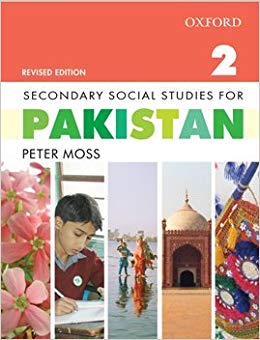 OXFORD
2
REVISED EDITION
SECONDARY SOCIAL STUDIES FOR
PAKISTAN
PETER MOSS